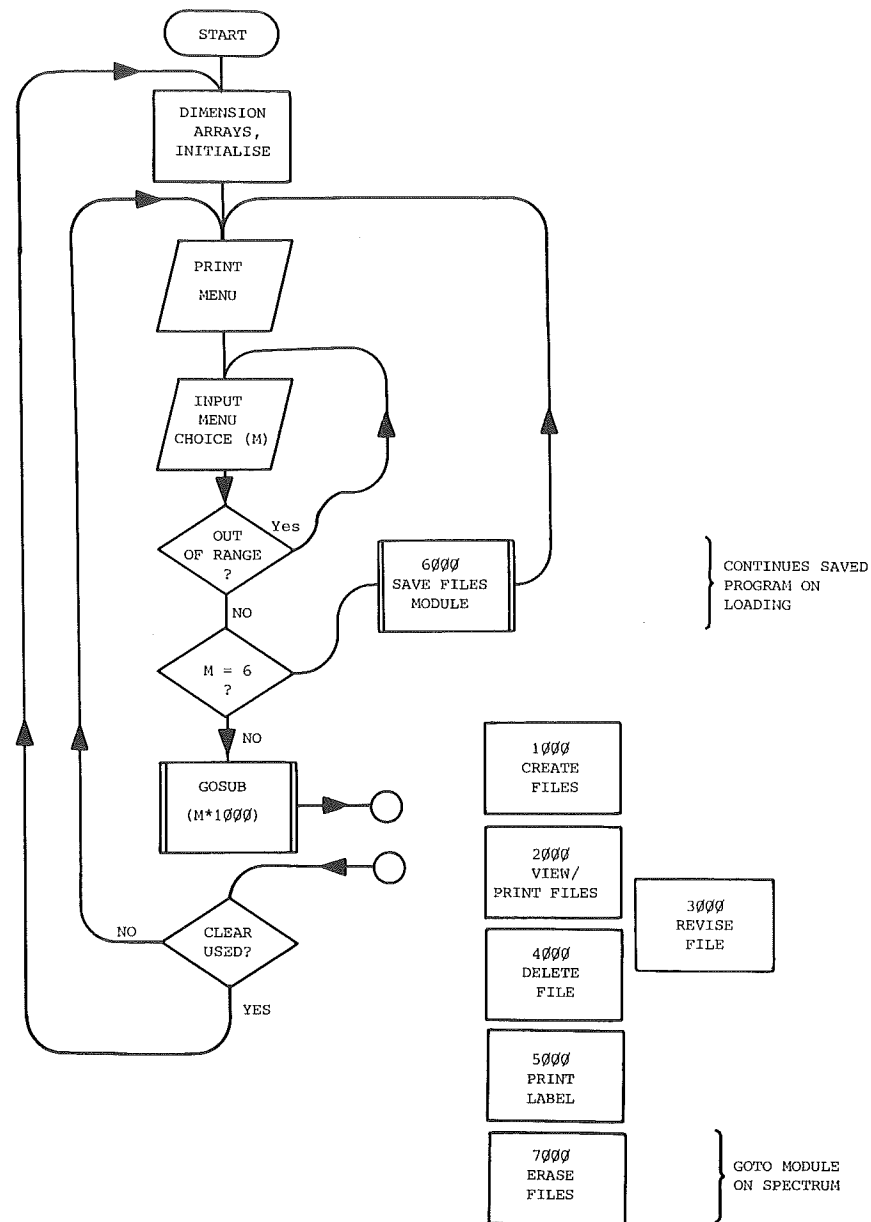 START
DIMENSION
ARRAYS,
INITIALISE
PRINT
MENU
INPUT
MENU
CHOICE (M)
OUT
OF RANGE
?
Yes
NO
6ØØØ
SAVE FILES
MODULE
CONTINUES SAVED
PROGRAM ON
LOADING
M = 6
?
NO
GOSUB
(M*1ØØØ)
CLEAR
USED?
NO
YES
1ØØØ
CREATE
FILES
2ØØØ
VIEW/
PRINT FILES
3ØØØ
REVISE
FILE
4ØØØ
DELETE
FILE
5ØØØ
PRINT
LABEL
7ØØØ
ERASE
FILES
GOTO MODULE
ON SPECTRUM